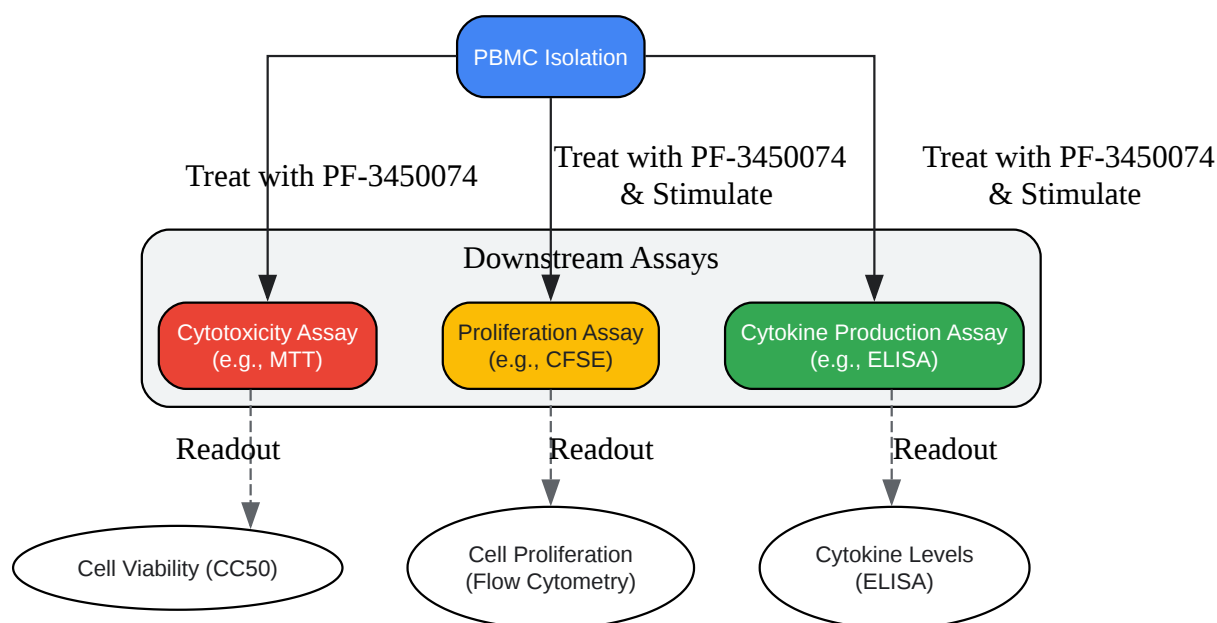 PBMC Isolation
Treat with PF-3450074
Treat with PF-3450074
& Stimulate
Treat with PF-3450074
& Stimulate
Downstream Assays
Cytotoxicity Assay
(e.g., MTT)
Proliferation Assay
(e.g., CFSE)
Cytokine Production Assay
(e.g., ELISA)
Readout
Readout
Readout
Cell Viability (CC50)
Cell Proliferation
(Flow Cytometry)
Cytokine Levels
(ELISA)